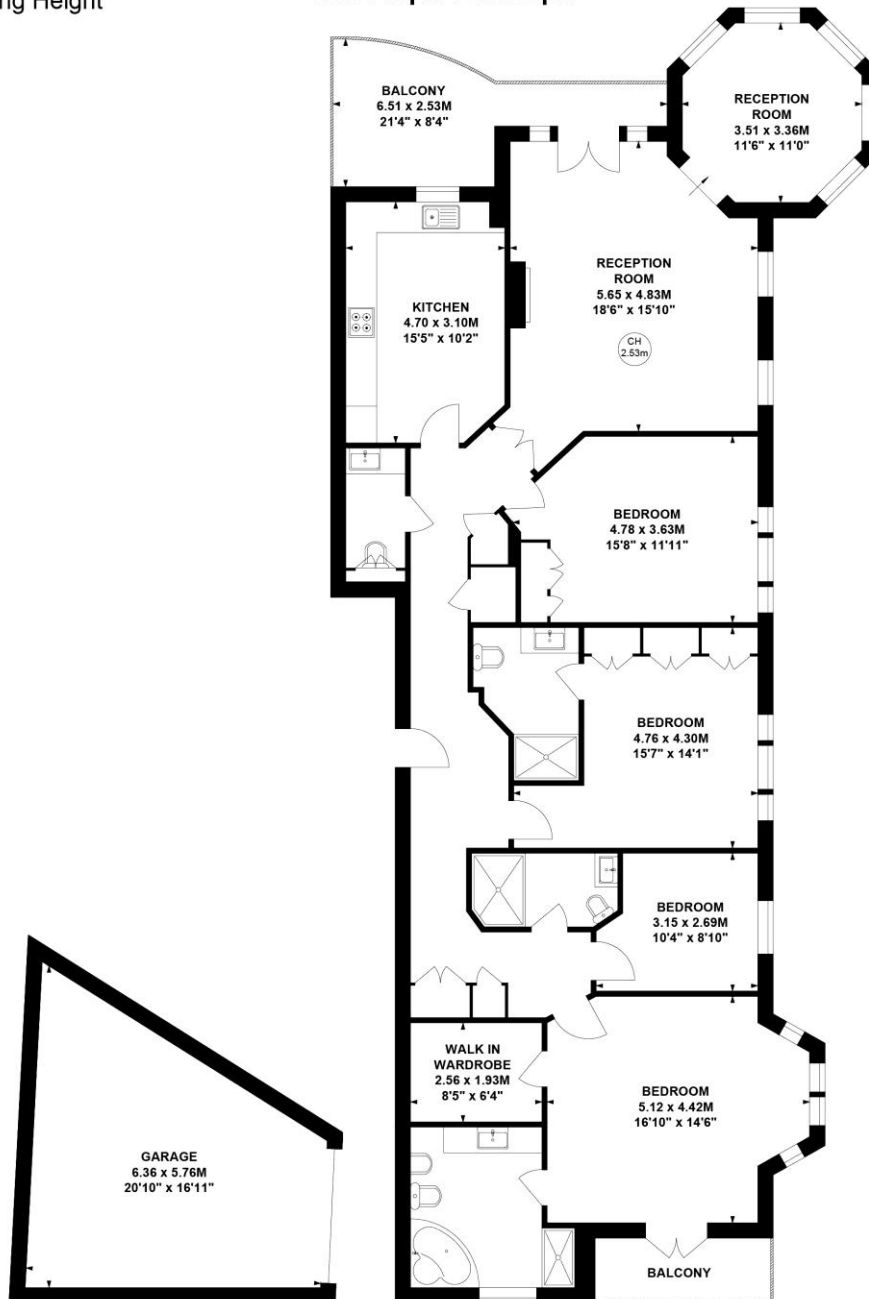 ng Height
BALCONY
6.51 x 2.53M
21'4" x 8'4"
RECEPTION
ROOM
3.51 x 3.36M
11'6" x 11'0"
RECEPTION
ROOM
5.65 x 4.83M
18'6" x 15'10"
CH
2.53m
KITCHEN
4.70 x 3.10M
15'5" x 10'2"
BEDROOM
4.78 x 3.63M
15'8" x 11'11"
BEDROOM
4.76 x 4.30M
15'7" x 14'1"
BEDROOM
3.15 x 2.69M
10'4" x 8'10"
WALK IN
WARDROBE
2.56 x 1.93M
8'5" x 6'4"
BEDROOM
5.12 x 4.42M
16'10" x 14'6"
GARAGE
6.36 x 5.76M
20'10" x 16'11"
BALCONY